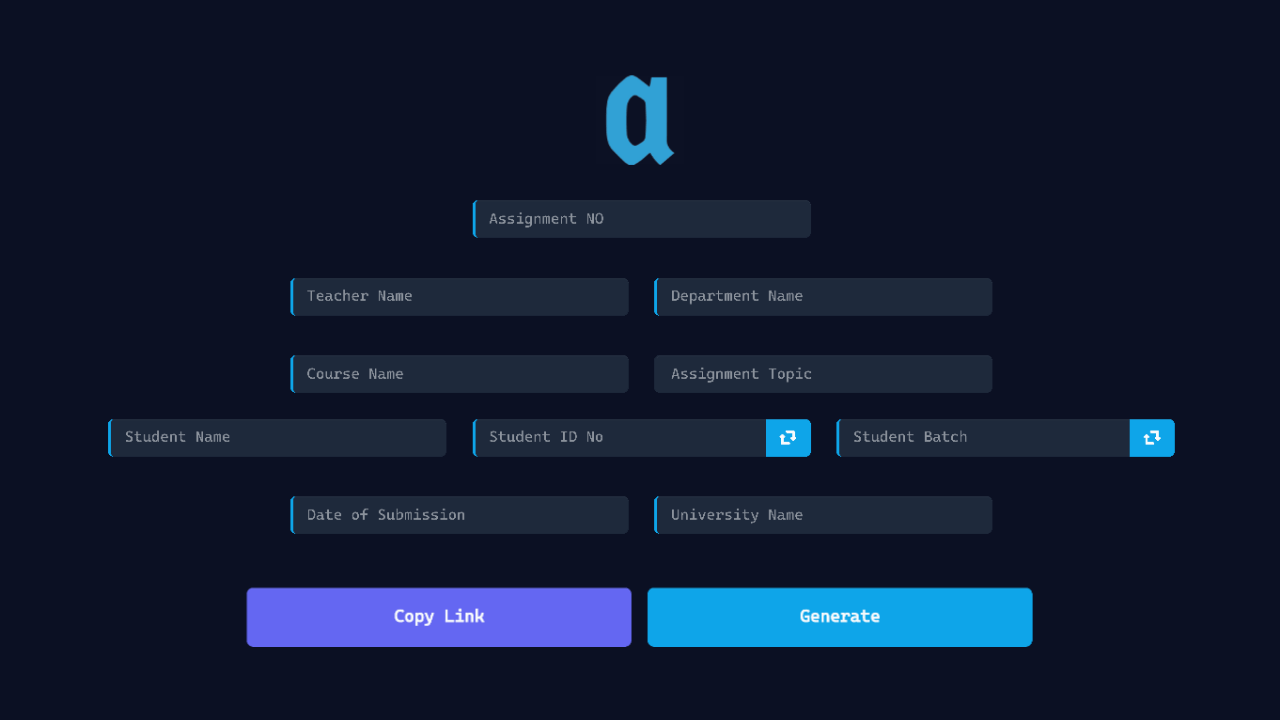 a
Assignment NO
Teacher Name
Department Name
Course Name
Assignment Topic
Student Name
Student ID No
Student Batch
Date of Submission
University Name
Copy Link
Generate